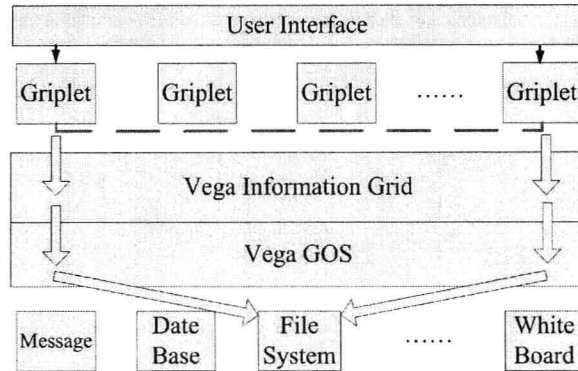 User Interface
Griplet Griplet Griplet ...... Griplet
Vega Information Grid
Vega GOS
Message Date Base File System ...... White Board